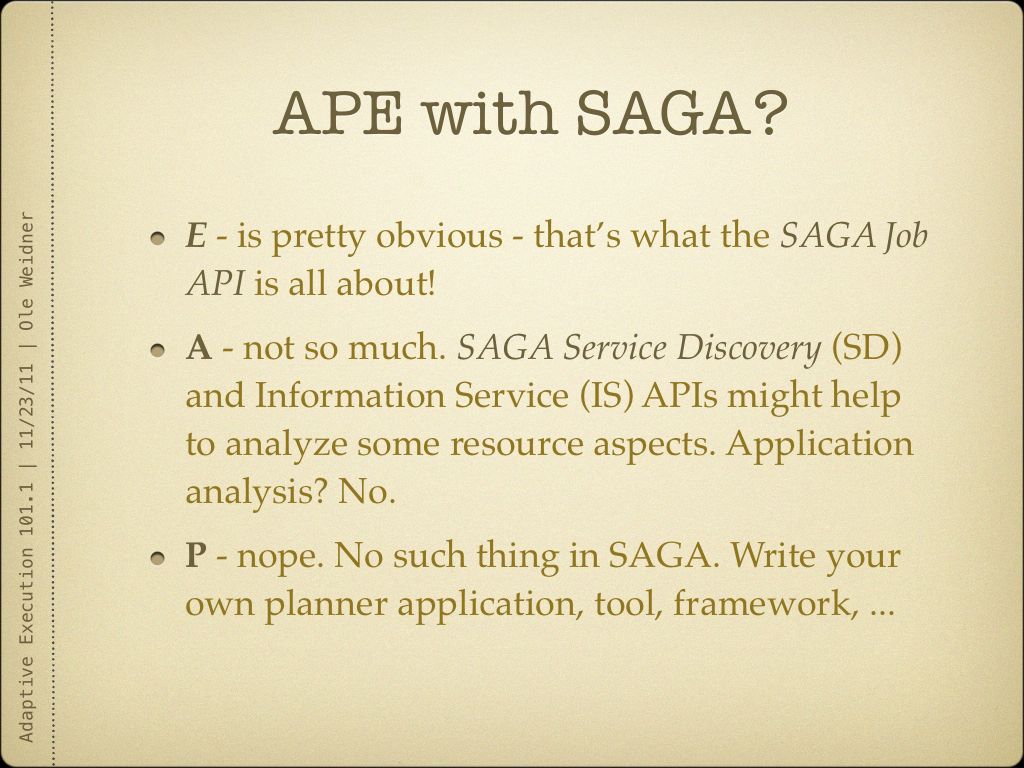 APE with SAGA?
E - is pretty obvious - that's what the SAGA Job
API is all about!
A - not so much. SAGA Service Discovery (SD)
and Information Service (IS) APIs might help
to analyze some resource aspects. Application
analysis? No.
P - nope. No such thing in SAGA. Write your
own planner application, tool, framework, ...
Adaptive Execution 101.1 | 11/23/11 | Ole Weidner